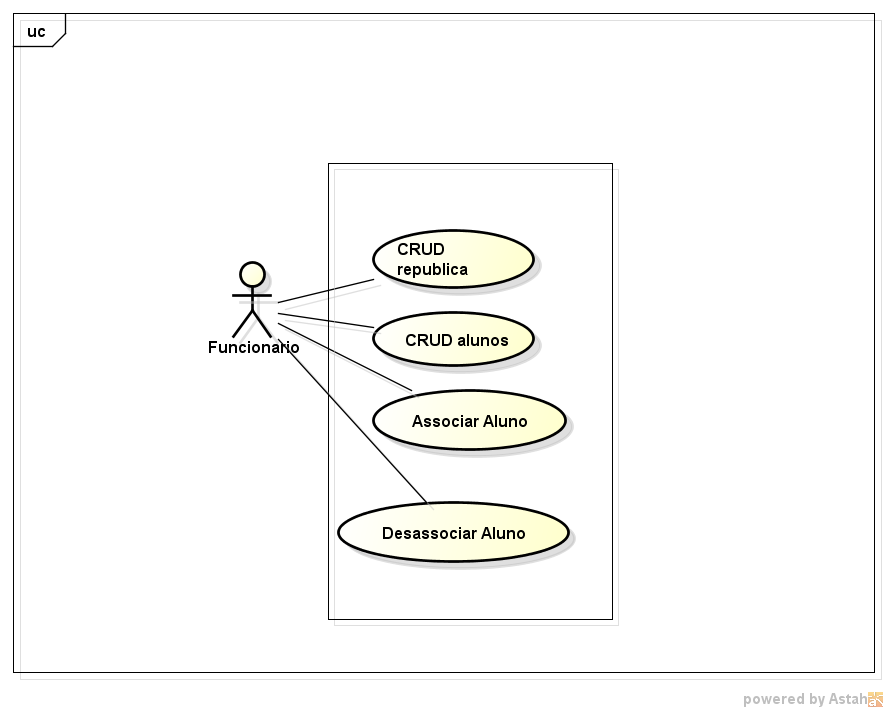 uc
CRUD
republica
Funcionario
CRUD alunos
Associar Aluno
Desassociar Aluno
powered by Astah